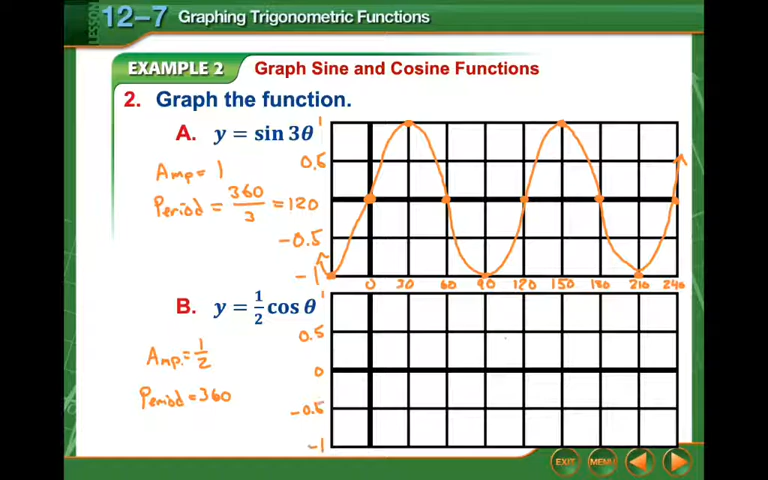 LESSON 12–7 Graphing Trigonometric Functions
EXAMPLE 2 Graph Sine and Cosine Functions
2. Graph the function.
A. y = sin 3θ
Amp = 1
Period = 360/3 = 120
1
0.5
-0.5
-1
0 30 60 90 120 150 180 210 240
B. y = 1/2 cos θ
Amp. = 1/2
Period = 360
1
0.5
0
-0.5
-1
EXIT MENU